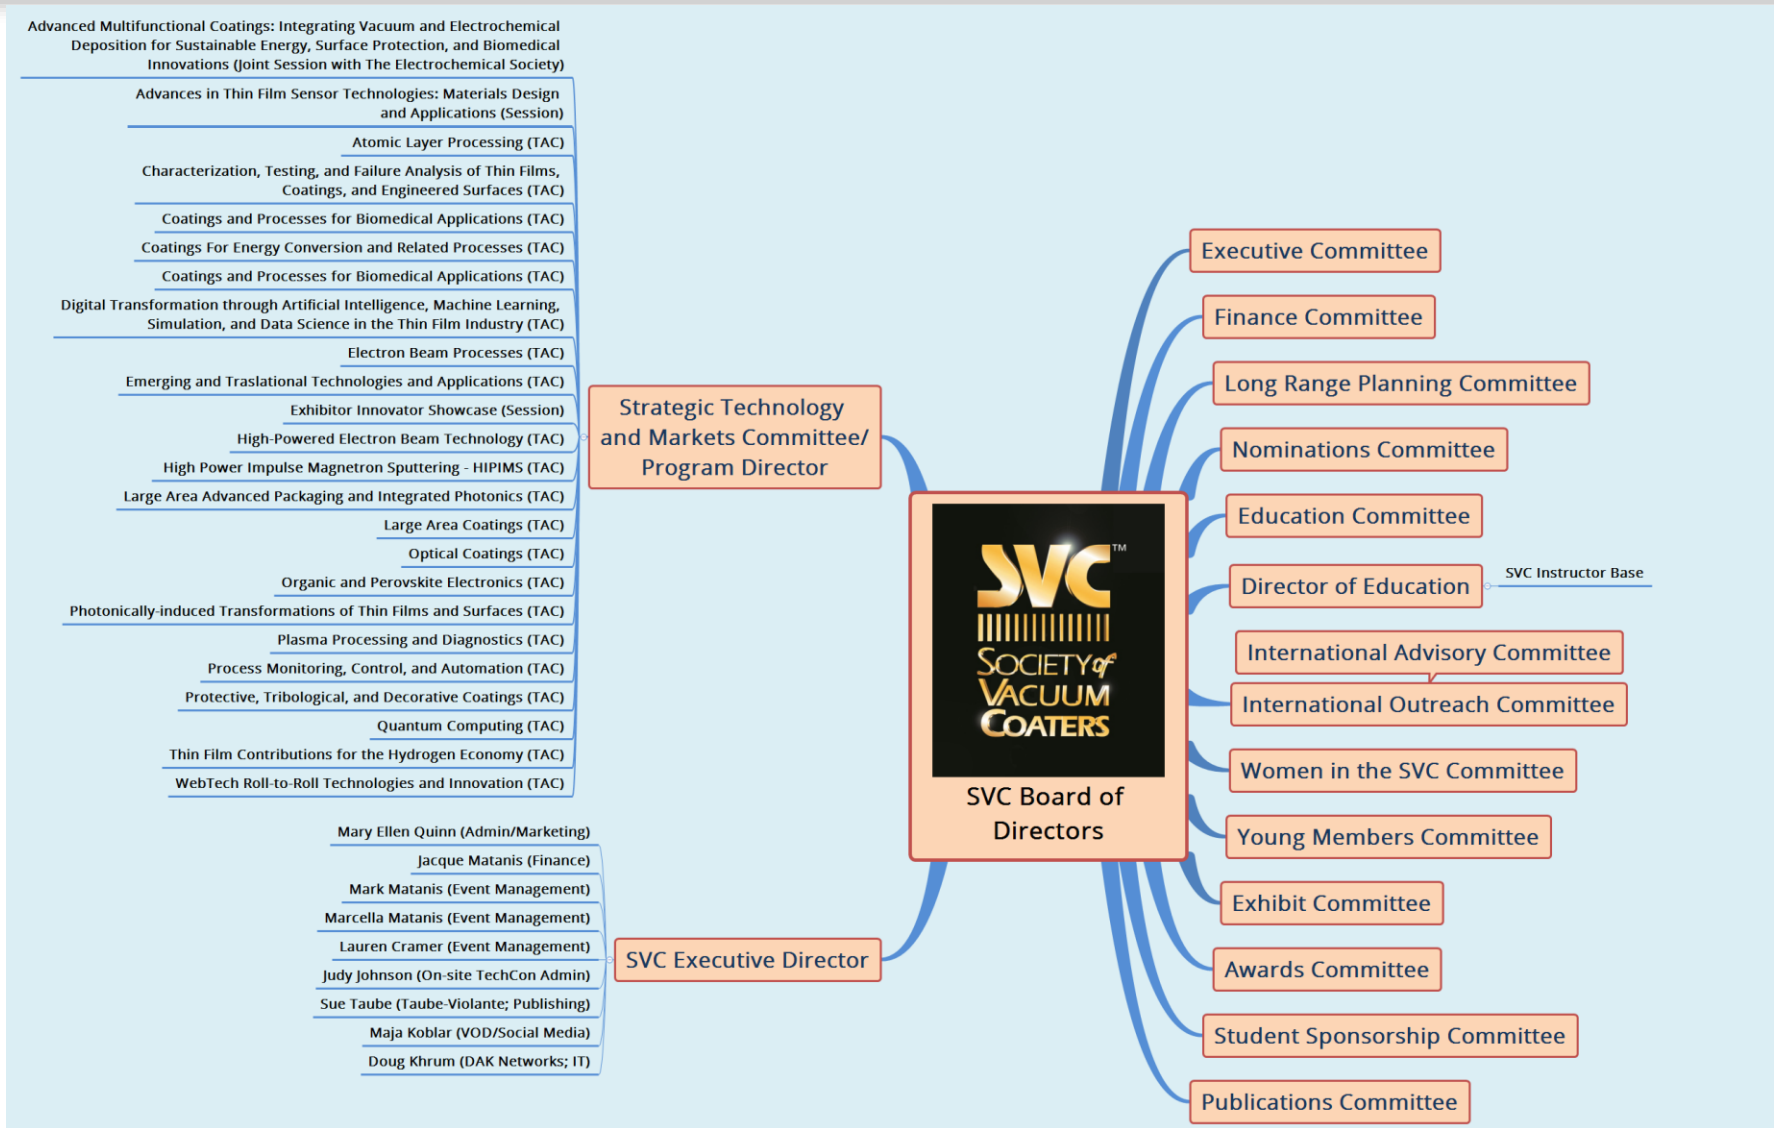 Advanced Multifunctional Coatings: Integrating Vacuum and Electrochemical
Deposition for Sustainable Energy, Surface Protection, and Biomedical
Innovations (Joint Session with The Electrochemical Society)
Advances in Thin Film Sensor Technologies: Materials Design
and Applications (Session)
Atomic Layer Processing (TAC)
Characterization, Testing, and Failure Analysis of Thin Films,
Coatings, and Engineered Surfaces (TAC)
Coatings and Processes for Biomedical Applications (TAC)
Coatings For Energy Conversion and Related Processes (TAC)
Coatings and Processes for Biomedical Applications (TAC)
Digital Transformation through Artificial Intelligence, Machine Learning,
Simulation, and Data Science in the Thin Film Industry (TAC)
Electron Beam Processes (TAC)
Emerging and Traslational Technologies and Applications (TAC)
Exhibitor Innovator Showcase (Session)
High-Powered Electron Beam Technology (TAC)
High Power Impulse Magnetron Sputtering - HIPIMS (TAC)
Large Area Advanced Packaging and Integrated Photonics (TAC)
Large Area Coatings (TAC)
Optical Coatings (TAC)
Organic and Perovskite Electronics (TAC)
Photonically-induced Transformations of Thin Films and Surfaces (TAC)
Plasma Processing and Diagnostics (TAC)
Process Monitoring, Control, and Automation (TAC)
Protective, Tribological, and Decorative Coatings (TAC)
Quantum Computing (TAC)
Thin Film Contributions for the Hydrogen Economy (TAC)
WebTech Roll-to-Roll Technologies and Innovation (TAC)
Strategic Technology
and Markets Committee/
Program Director
Mary Ellen Quinn (Admin/Marketing)
Jacque Matanis (Finance)
Mark Matanis (Event Management)
Marcella Matanis (Event Management)
Lauren Cramer (Event Management)
Judy Johnson (On-site TechCon Admin)
Sue Taube (Taube-Violante; Publishing)
Maja Koblar (VOD/Social Media)
Doug Khrum (DAK Networks; IT)
SVC Executive Director
SVC™
SOCIETY of
VACUUM
COATERS
SVC Board of
Directors
Executive Committee
Finance Committee
Long Range Planning Committee
Nominations Committee
Education Committee
Director of Education
SVC Instructor Base
International Advisory Committee
International Outreach Committee
Women in the SVC Committee
Young Members Committee
Exhibit Committee
Awards Committee
Student Sponsorship Committee
Publications Committee